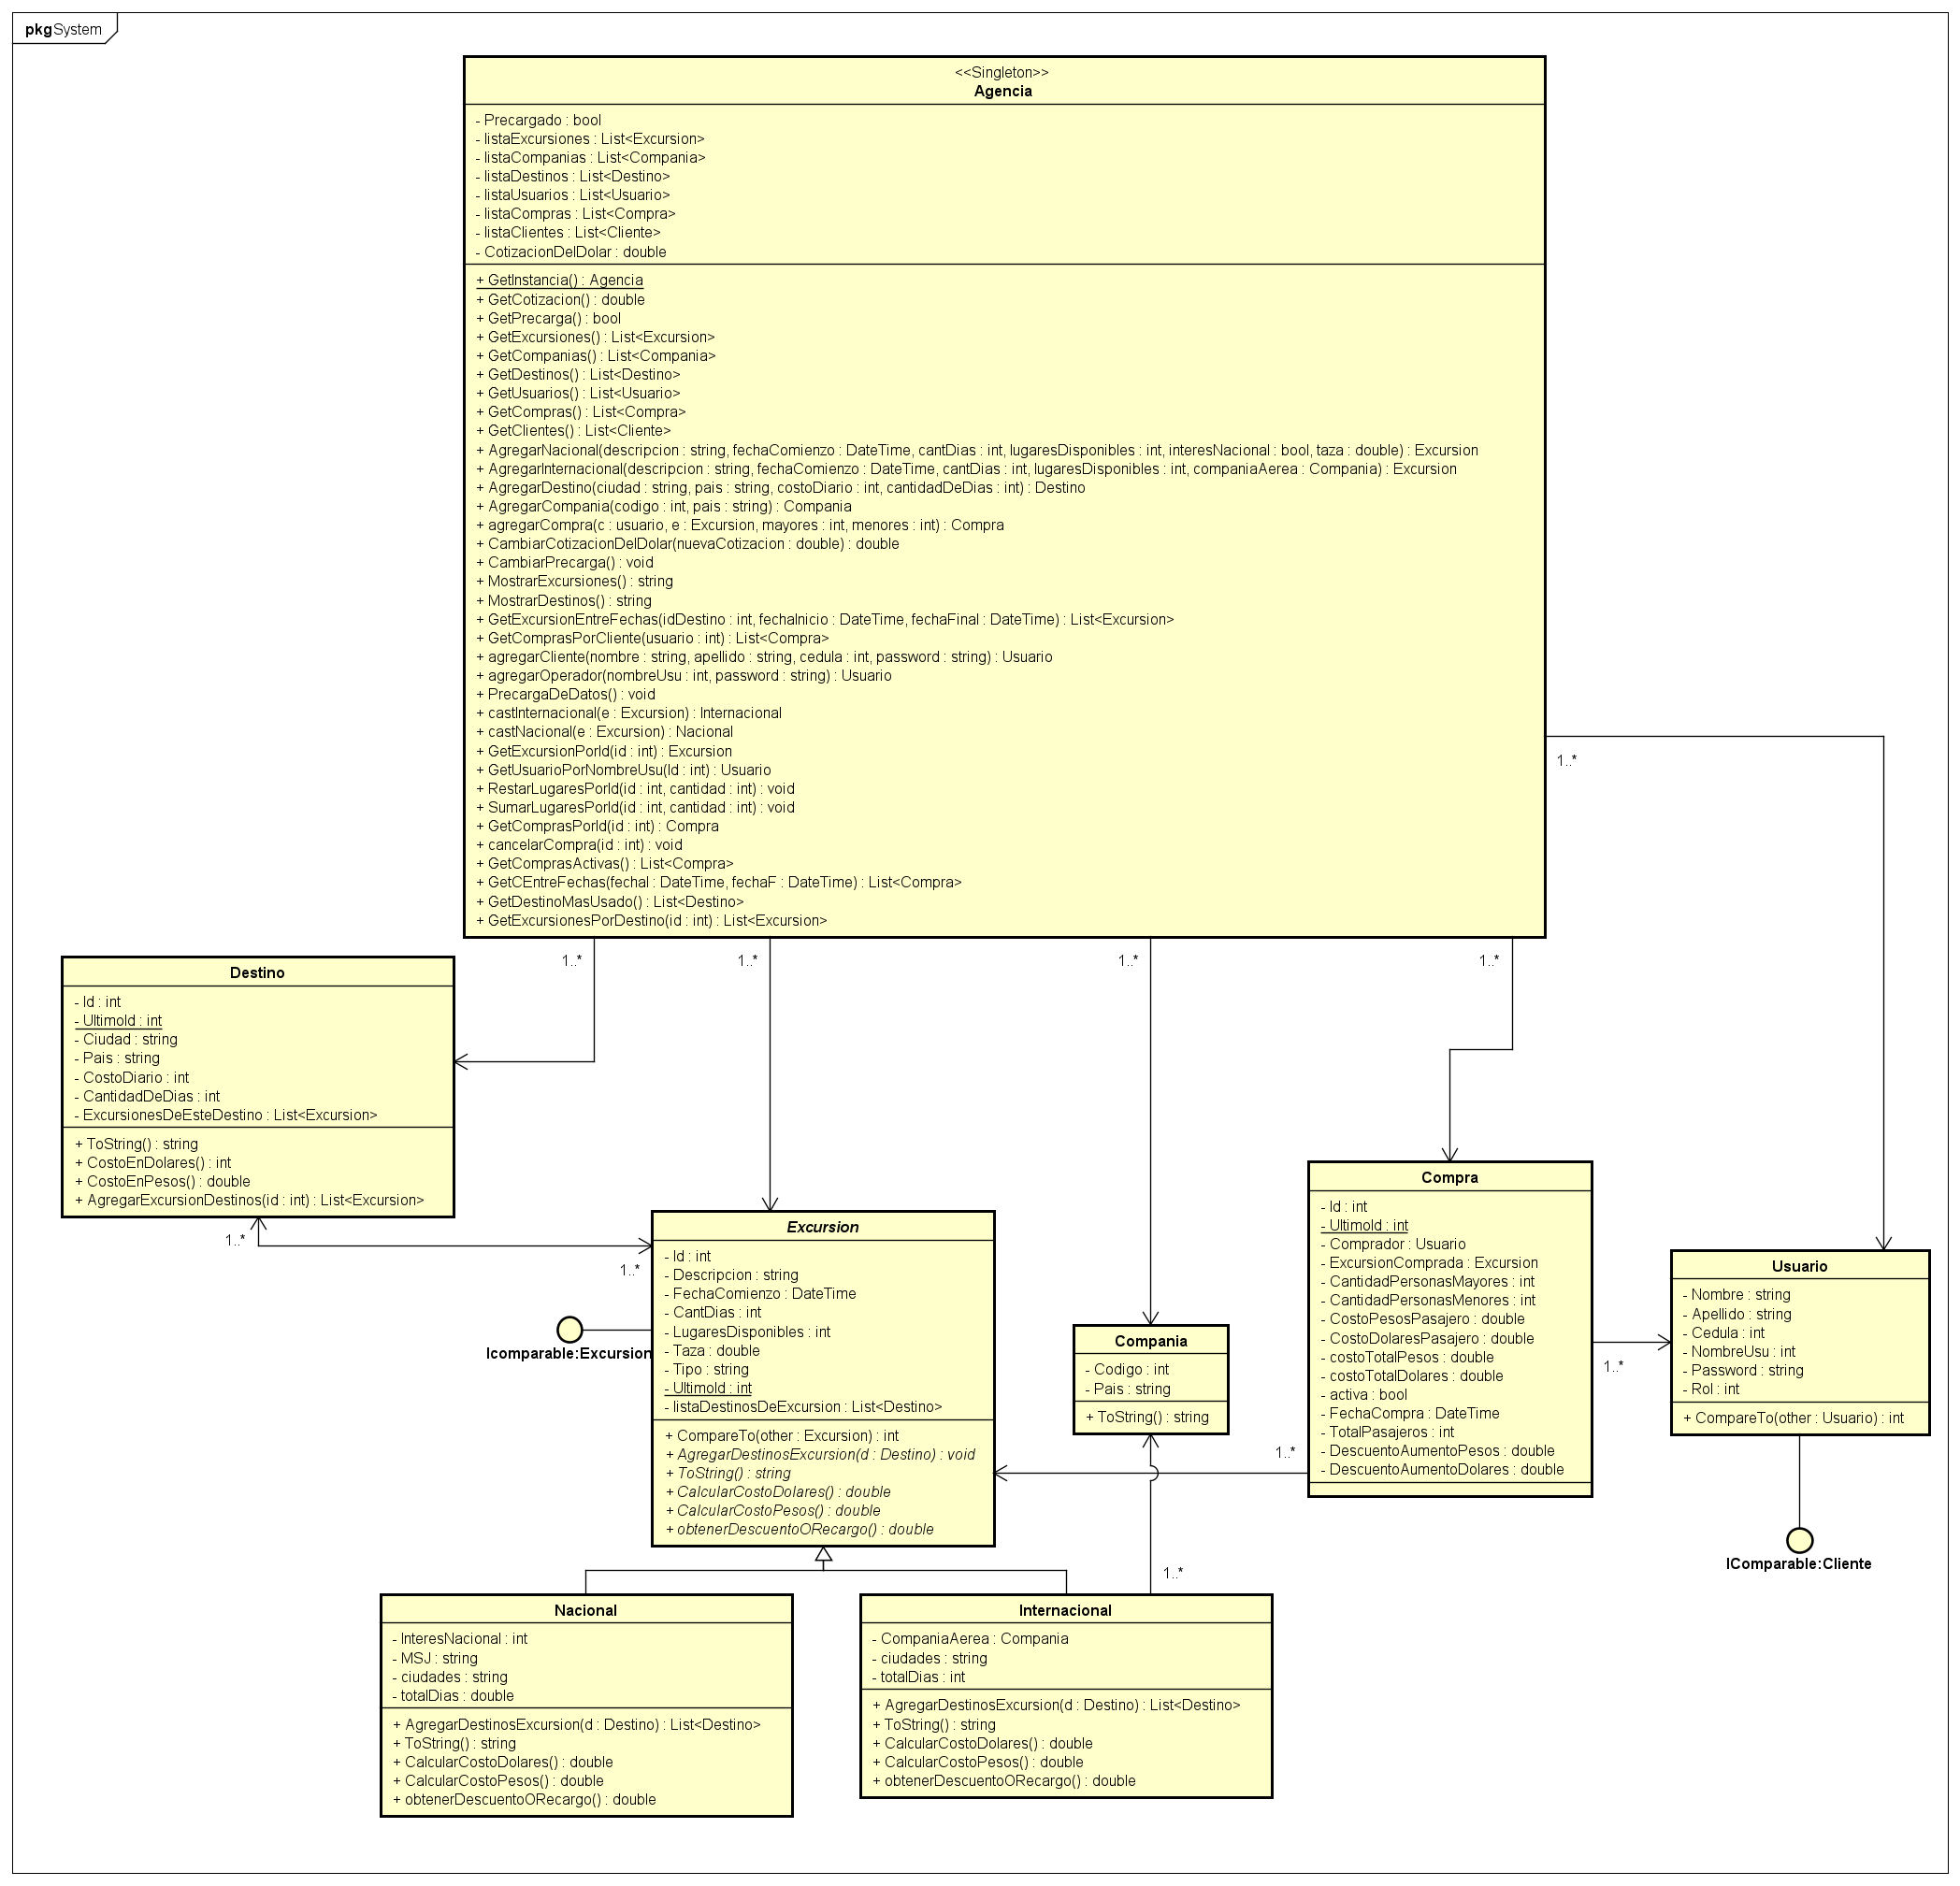 pkg System
<<Singleton>>
Agencia
- Precargado : bool
- listaExcursiones : List<Excursion>
- listaCompanias : List<Compania>
- listaDestinos : List<Destino>
- listaUsuarios : List<Usuario>
- listaCompras : List<Compra>
- listaClientes : List<Cliente>
- CotizacionDelDolar : double
+ GetInstancia() : Agencia
+ GetCotizacion() : double
+ GetPrecarga() : bool
+ GetExcursiones() : List<Excursion>
+ GetCompanias() : List<Compania>
+ GetDestinos() : List<Destino>
+ GetUsuarios() : List<Usuario>
+ GetCompras() : List<Compra>
+ GetClientes() : List<Cliente>
+ AgregarNacional(descripcion : string, fechaComienzo : DateTime, cantDias : int, lugaresDisponibles : int, interesNacional : bool, taza : double) : Excursion
+ AgregarInternacional(descripcion : string, fechaComienzo : DateTime, cantDias : int, lugaresDisponibles : int, companiaAerea : Compania) : Excursion
+ AgregarDestino(ciudad : string, pais : string, costoDiario : int, cantidadDeDias : int) : Destino
+ AgregarCompania(codigo : int, pais : string) : Compania
+ agregarCompra(c : usuario, e : Excursion, mayores : int, menores : int) : Compra
+ CambiarCotizacionDelDolar(nuevaCotizacion : double) : double
+ CambiarPrecarga() : void
+ MostrarExcursiones() : string
+ MostrarDestinos() : string
+ GetExcursionEntreFechas(idDestino : int, fechaInicio : DateTime, fechaFinal : DateTime) : List<Excursion>
+ GetComprasPorCliente(usuario : int) : List<Compra>
+ agregarCliente(nombre : string, apellido : string, cedula : int, password : string) : Usuario
+ agregarOperador(nombreUsu : int, password : string) : Usuario
+ PrecargaDeDatos() : void
+ castInternacional(e : Excursion) : Internacional
+ castNacional(e : Excursion) : Nacional
+ GetExcursionPorId(id : int) : Excursion
+ GetUsuarioPorNombreUsu(Id : int) : Usuario
+ RestarLugaresPorId(id : int, cantidad : int) : void
+ SumarLugaresPorId(id : int, cantidad : int) : void
+ GetComprasPorId(id : int) : Compra
+ cancelarCompra(id : int) : void
+ GetComprasActivas() : List<Compra>
+ GetCEntreFechas(fechaI : DateTime, fechaF : DateTime) : List<Compra>
+ GetDestinoMasUsado() : List<Destino>
+ GetExcursionesPorDestino(id : int) : List<Excursion>
1..*
1..*
1..*
1..*
1..*
Destino
- Id : int
- UltimoId : int
- Ciudad : string
- Pais : string
- CostoDiario : int
- CantidadDeDias : int
- ExcursionesDeEsteDestino : List<Excursion>
+ ToString() : string
+ CostoEnDolares() : int
+ CostoEnPesos() : double
+ AgregarExcursionDestinos(id : int) : List<Excursion>
1..*
1..*
Excursion
- Id : int
- Descripcion : string
- FechaComienzo : DateTime
- CantDias : int
- LugaresDisponibles : int
- Taza : double
- Tipo : string
- UltimoId : int
- listaDestinosDeExcursion : List<Destino>
+ CompareTo(other : Excursion) : int
+ AgregarDestinosExcursion(d : Destino) : void
+ ToString() : string
+ CalcularCostoDolares() : double
+ CalcularCostoPesos() : double
+ obtenerDescuentoORecargo() : double
Icomparable:Excursion
Compania
- Codigo : int
- Pais : string
+ ToString() : string
Compra
- Id : int
- UltimoId : int
- Comprador : Usuario
- ExcursionComprada : Excursion
- CantidadPersonasMayores : int
- CantidadPersonasMenores : int
- CostoPesosPasajero : double
- CostoDolaresPasajero : double
- costoTotalPesos : double
- costoTotalDolares : double
- activa : bool
- FechaCompra : DateTime
- TotalPasajeros : int
- DescuentoAumentoPesos : double
- DescuentoAumentoDolares : double
1..*
1..*
Usuario
- Nombre : string
- Apellido : string
- Cedula : int
- NombreUsu : int
- Password : string
- Rol : int
+ CompareTo(other : Usuario) : int
IComparable:Cliente
1..*
Nacional
- InteresNacional : int
- MSJ : string
- ciudades : string
- totalDias : double
+ AgregarDestinosExcursion(d : Destino) : List<Destino>
+ ToString() : string
+ CalcularCostoDolares() : double
+ CalcularCostoPesos() : double
+ obtenerDescuentoORecargo() : double
Internacional
- CompaniaAerea : Compania
- ciudades : string
- totalDias : int
+ AgregarDestinosExcursion(d : Destino) : List<Destino>
+ ToString() : string
+ CalcularCostoDolares() : double
+ CalcularCostoPesos() : double
+ obtenerDescuentoORecargo() : double